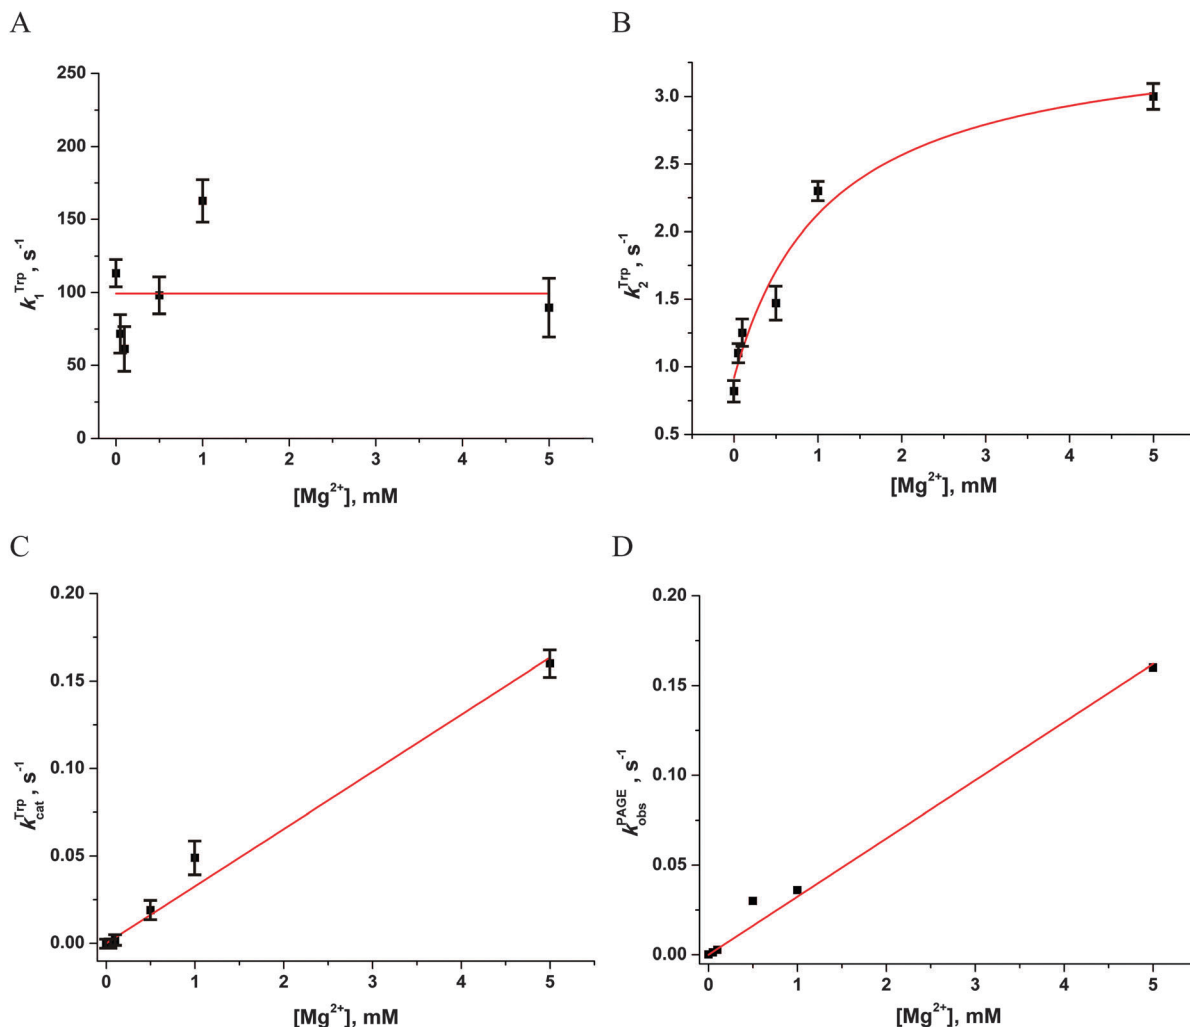 A
250
200
150
100
50
0
k₁ᵀʳᵖ, s⁻¹
0 1 2 3 4 5
[Mg²⁺], mM
B
3.0
2.5
2.0
1.5
1.0
0.5
k₂ᵀʳᵖ, s⁻¹
0 1 2 3 4 5
[Mg²⁺], mM
C
0.20
0.15
0.10
0.05
0.00
k_cat^Trp, s⁻¹
0 1 2 3 4 5
[Mg²⁺], mM
D
0.20
0.15
0.10
0.05
0.00
k_obs^PAGE, s⁻¹
0 1 2 3 4 5
[Mg²⁺], mM